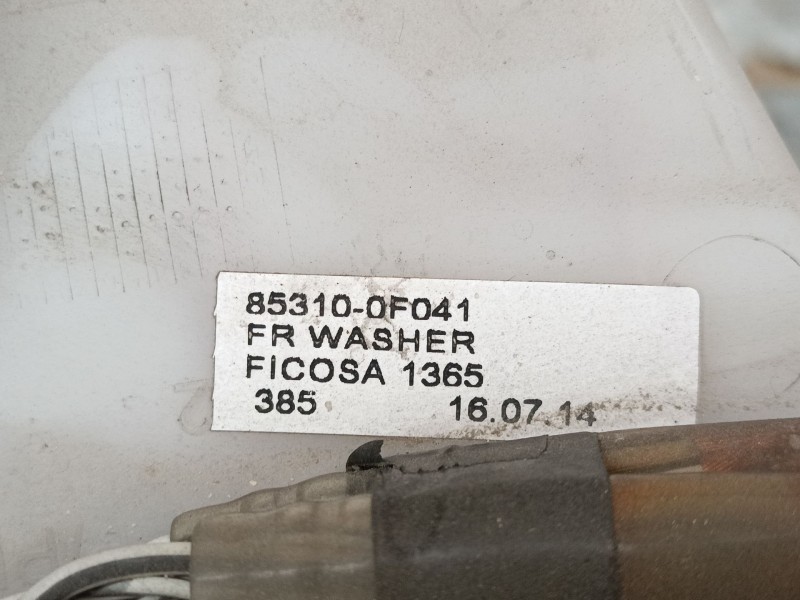 85310-0F041
FR WASHER
FICOSA 1365
385 16.07.14